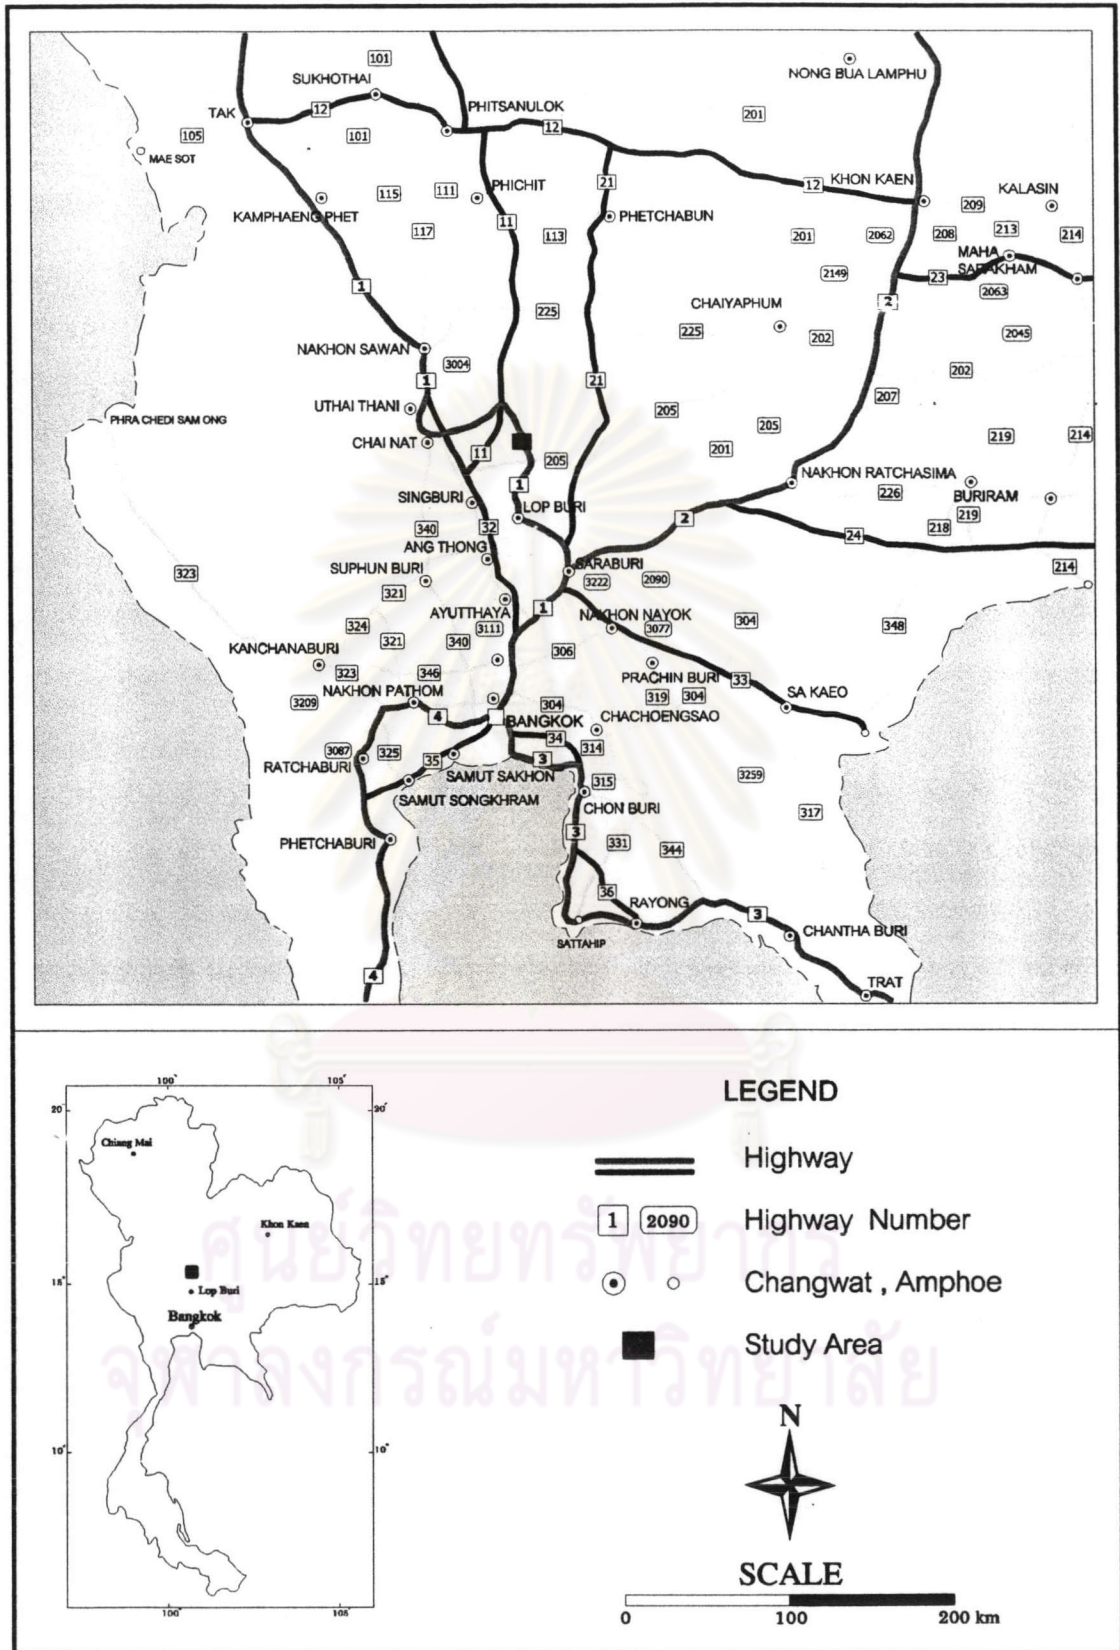 101
SUKHOTHAI
NONG BUA LAMPHU
TAK
12
PHITSANULOK
12
201
105
101
MAE SOT
115
111
PHICHIT
21
12
KHON KAEN
209
KALASIN
KAMPHAENG PHET
117
11
113
PHETCHABUN
201
2062
208
213
214
MAHA
SARAKHAM
2149
23
2063
1
225
CHAIYAPHUM
2
225
202
2045
NAKHON SAWAN
3004
202
1
21
207
UTHAI THANI
205
PHRA CHEDI SAM ONG
205
219
214
CHAI NAT
11
205
201
NAKHON RATCHASIMA
1
226
BURIRAM
SINGBURI
LOP BURI
219
340
32
2
218
24
ANG THONG
SARABURI
323
SUPHUN BURI
3222
2090
214
321
AYUTTHAYA
1
NAKHON NAYOK
304
324
3111
3077
348
321
340
306
KANCHANABURI
323
346
PRACHIN BURI
33
NAKHON PATHOM
319
304
SA KAEO
3209
304
4
BANGKOK
CHACHOENGSAO
34
314
3087
325
35
3
RATCHABURI
SAMUT SAKHON
315
3259
SAMUT SONGKHRAM
CHON BURI
317
3
PHETCHABURI
331
344
36
RAYONG
3
CHANTHA BURI
SATTAHIP
4
TRAT
100°
105°
20°
20°
Chiang Mai
Khon Kaen
15°
15°
Lop Buri
Bangkok
10°
10°
100°
105°
LEGEND
Highway
1 2090 Highway Number
Changwat , Amphoe
Study Area
N
SCALE
0 100 200 km
ศูนย์วิทยทรัพยากร
จุฬาลงกรณ์มหาวิทยาลัย